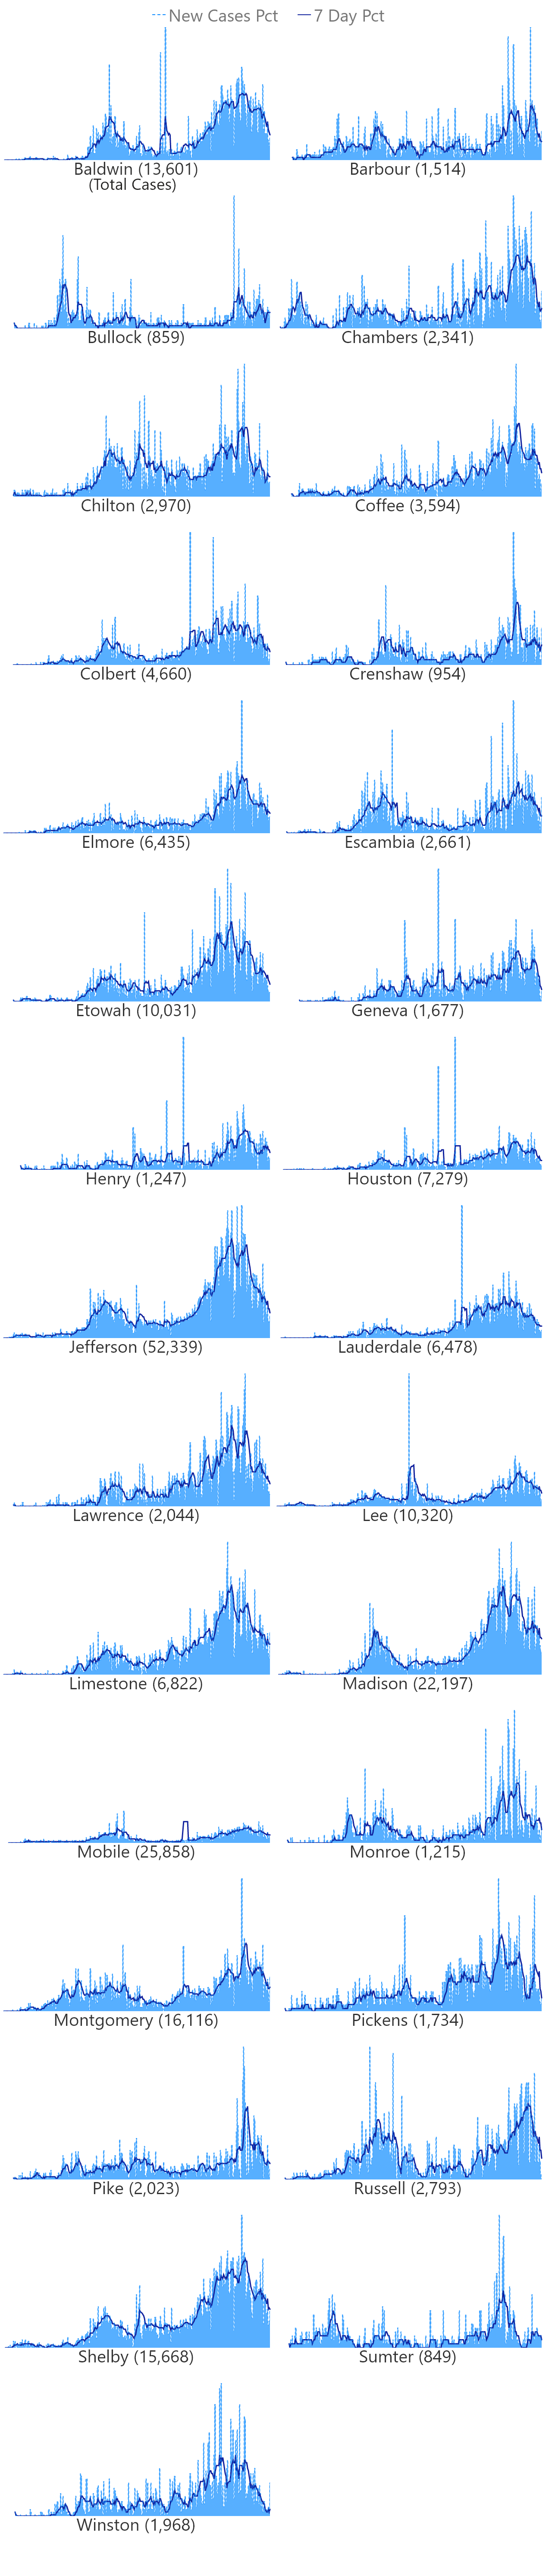 New Cases Pct 7 Day Pct
Baldwin (13,601) Barbour (1,514)
(Total Cases)
Bullock (859) Chambers (2,341)
Chilton (2,970) Coffee (3,594)
Colbert (4,660) Crenshaw (954)
Elmore (6,435) Escambia (2,661)
Etowah (10,031) Geneva (1,677)
Henry (1,247) Houston (7,279)
Jefferson (52,339) Lauderdale (6,478)
Lawrence (2,044) Lee (10,320)
Limestone (6,822) Madison (22,197)
Mobile (25,858) Monroe (1,215)
Montgomery (16,116) Pickens (1,734)
Pike (2,023) Russell (2,793)
Shelby (15,668) Sumter (849)
Winston (1,968)